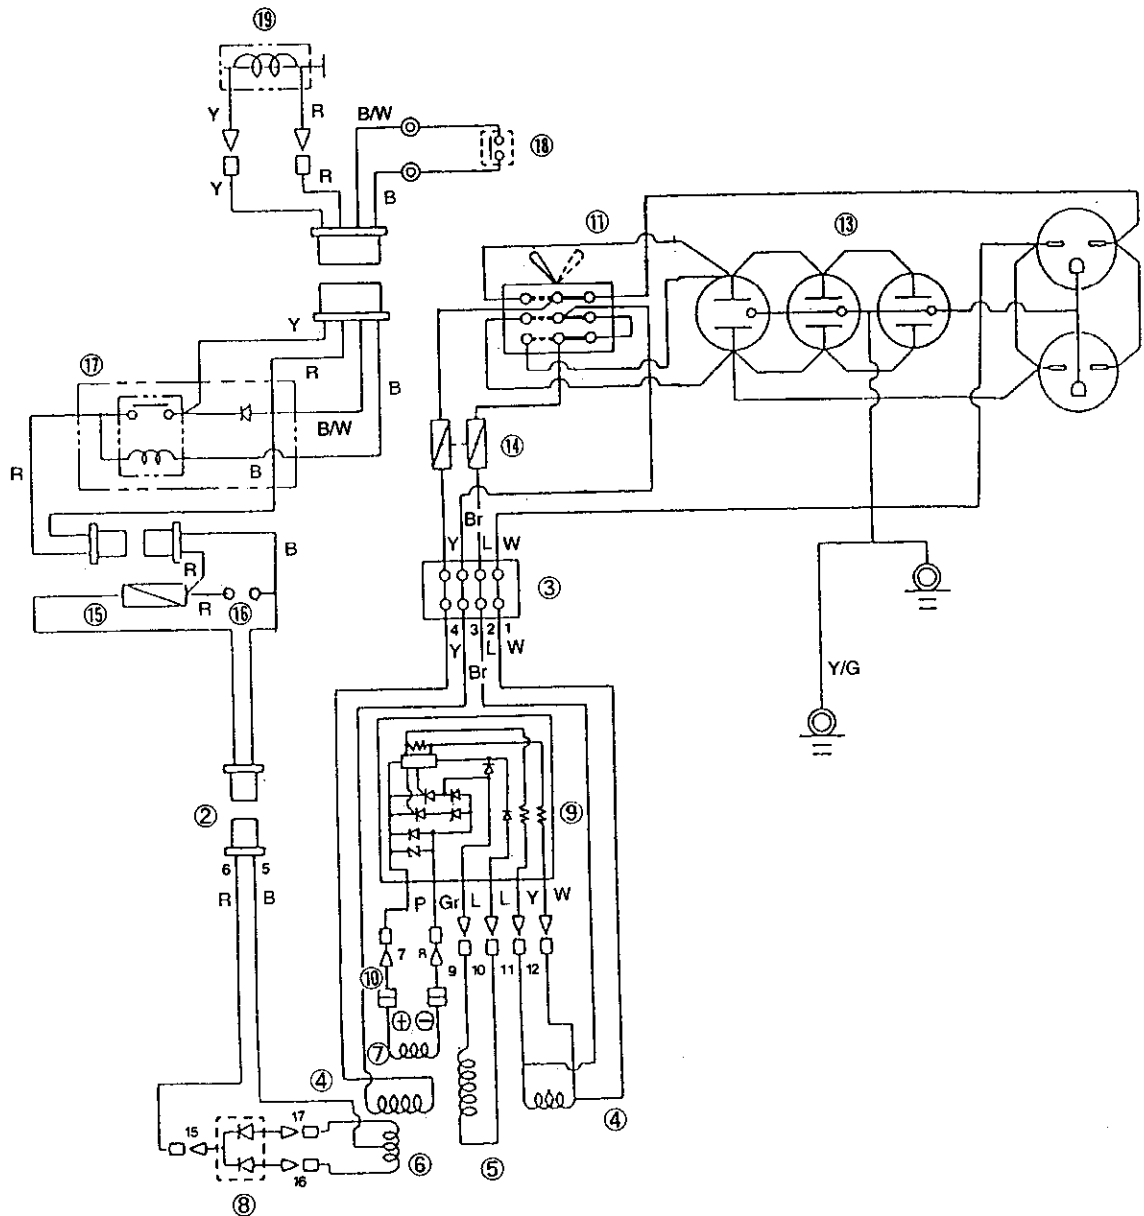 ⑲
Y
R
B/W
⑱
Y
R
B
⑪
⑬
Y
R
⑰
B
B/W
⑭
R
B
Br
Y L W
B
R
③
⑮
R
⑯
4 3 2 1
Y L W
Br
Y/G
②
⑨
6 5
R B
P Gr L L Y W
7 8
⑩
9 10 11 12
⊕ ⊖
⑦
④
④
17
15
⑥
⑤
16
⑧